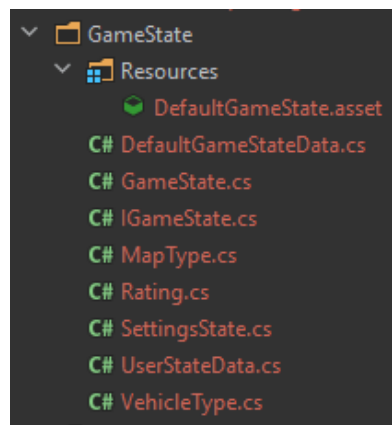 GameState
Resources
DefaultGameState.asset
C# DefaultGameStateData.cs
C# GameState.cs
C# IGameState.cs
C# MapType.cs
C# Rating.cs
C# SettingsState.cs
C# UserStateData.cs
C# VehicleType.cs